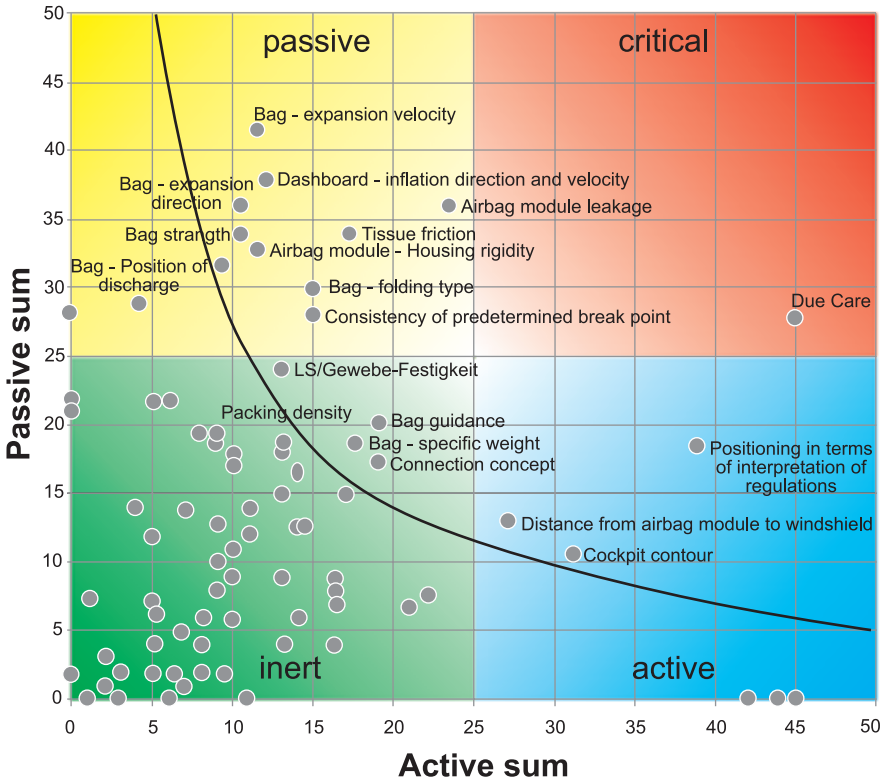 50
passive
critical
45
Bag - expansion velocity
40
Dashboard - inflation direction and velocity
Bag - expansion
direction
Airbag module leakage
35
Bag strangth
Tissue friction
Airbag module - Housing rigidity
Bag - Position of
discharge
30
Bag - folding type
Due Care
Consistency of predetermined break point
25
LS/Gewebe-Festigkeit
Packing density
20
Bag guidance
Bag - specific weight
Connection concept
Positioning in terms
of interpretation of
regulations
15
Distance from airbag module to windshield
10
Cockpit contour
5
inert
active
0
0 5 10 15 20 25 30 35 40 45 50
Passive sum
Active sum